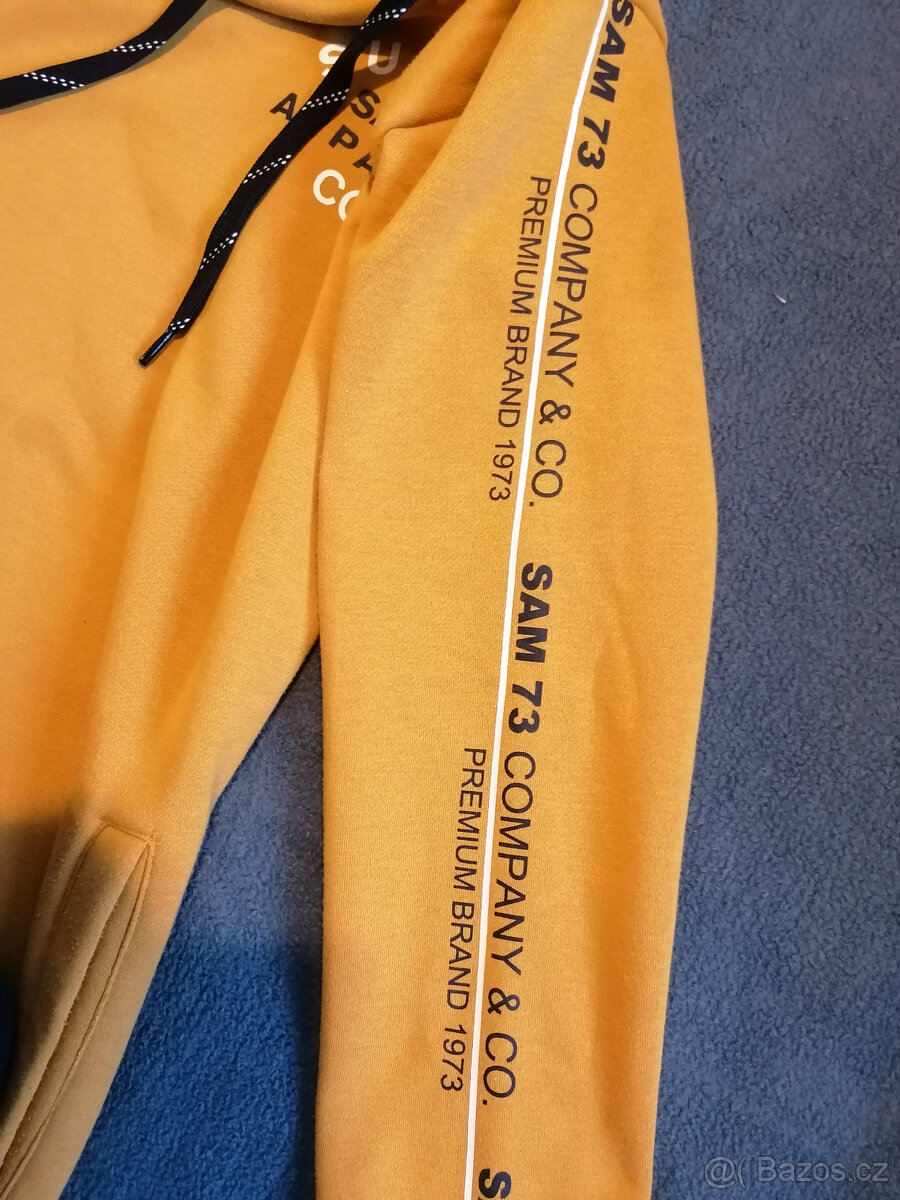 SAM 73 COMPANY & CO.
PREMIUM BRAND 1973
SAM 73 COMPANY & CO.
PREMIUM BRAND 1973
@( Bazos.cz